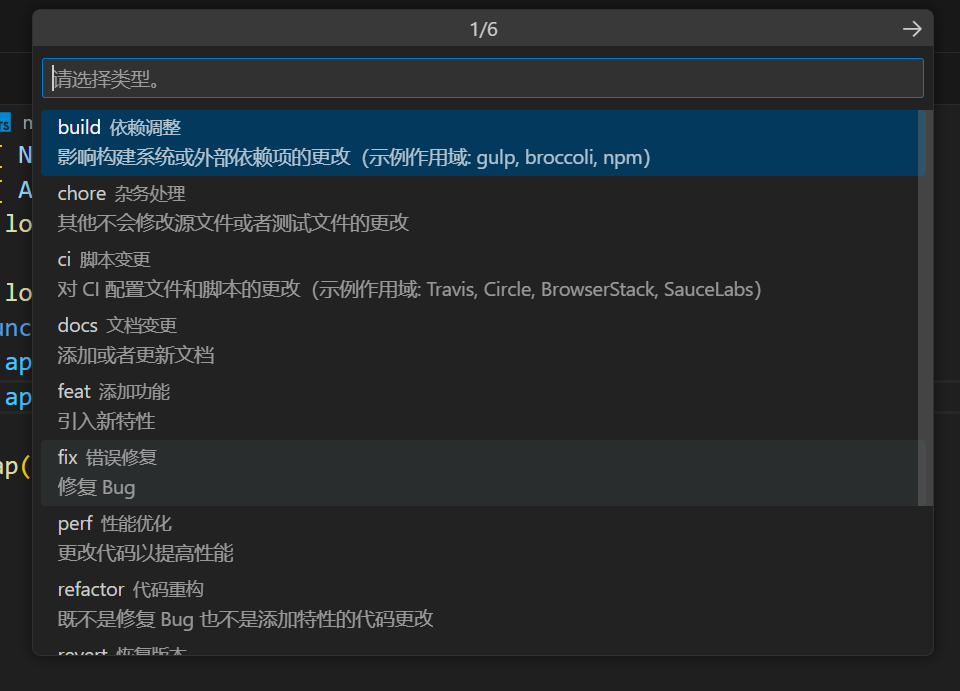 1/6
请选择类型。
build 依赖调整
影响构建系统或外部依赖项的更改（示例作用域: gulp, broccoli, npm）
chore 杂务处理
其他不会修改源文件或者测试文件的更改
ci 脚本变更
对 CI 配置文件和脚本的更改（示例作用域: Travis, Circle, BrowserStack, SauceLabs）
docs 文档变更
添加或者更新文档
feat 添加功能
引入新特性
fix 错误修复
修复 Bug
perf 性能优化
更改代码以提高性能
refactor 代码重构
既不是修复 Bug 也不是添加特性的代码更改
revert 恢复版本